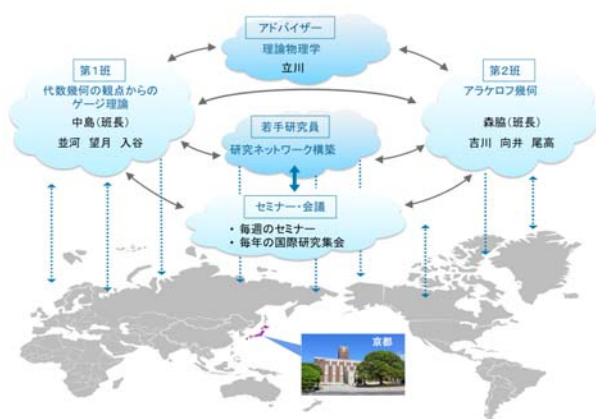 アドバイザー
理論物理学
立川
第1班
代数幾何の観点からの
ゲージ理論
中島(班長)
並河 望月 入谷
第2班
アラケロフ幾何
森脇(班長)
吉川 向井 尾高
若手研究員
研究ネットワーク構築
セミナー・会議
・毎週のセミナー
・毎年の国際研究集会
京都